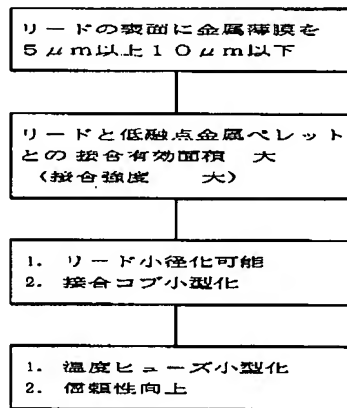 リードの表面に金属薄膜を
5μm以上10μm以下
リードと低融点金属ペレット
との 接合有効面積 大
(接合強度 大)
1. リード小径化可能
2. 接合コブ小型化
1. 温度ヒューズ小型化
2. 信頼性向上